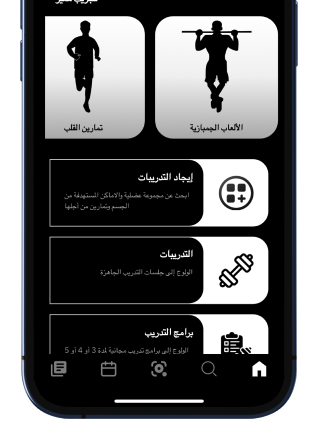 الألعاب الجمبازية
تمارين القلب
إيجاد التدريبات
ابحث عن مجموعة عضلية والاماكن المستهدفة من
الجسم وتمارين من أجلها
التدريبات
الولوج إلى جلسات التدريب الجاهزة
برامج التدريب
الولوج إلى برامج تدريب مجانية لمدة 3 أو 4 أو 5